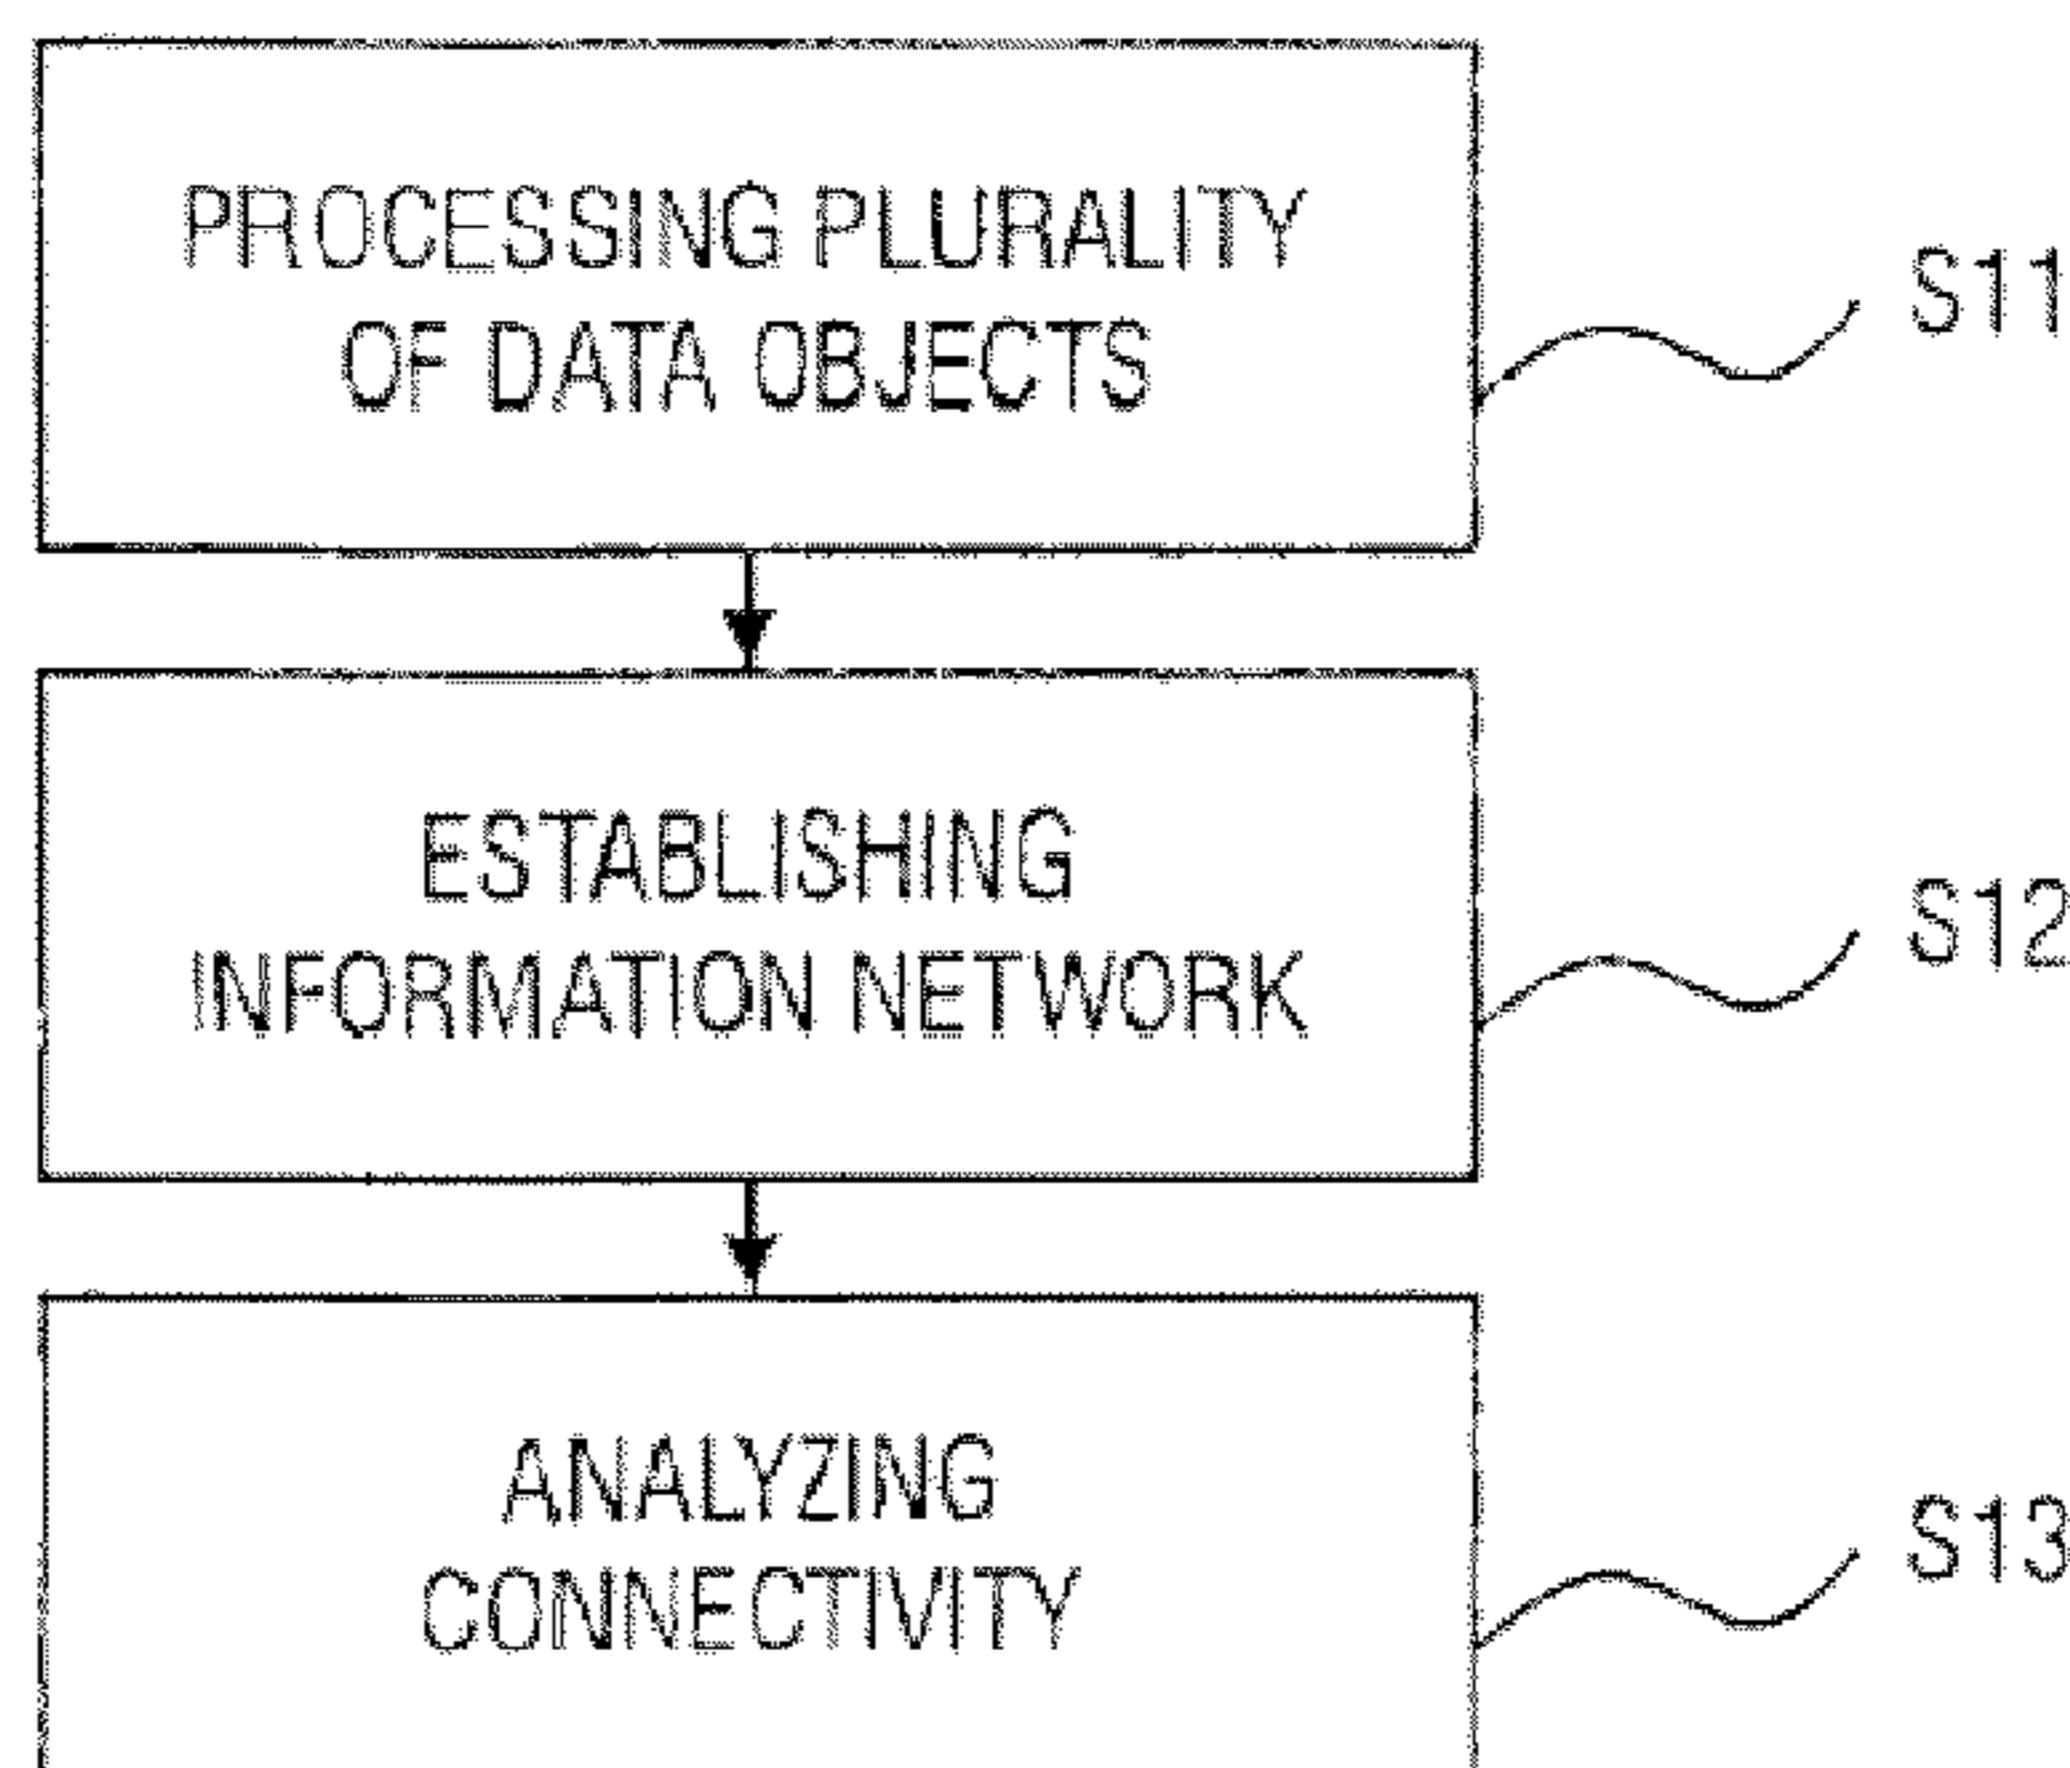 PROCESSING PLURALITY
OF DATA OBJECTS
S11
ESTABLISHING
INFORMATION NETWORK
S12
ANALYZING
CONNECTIVITY
S13